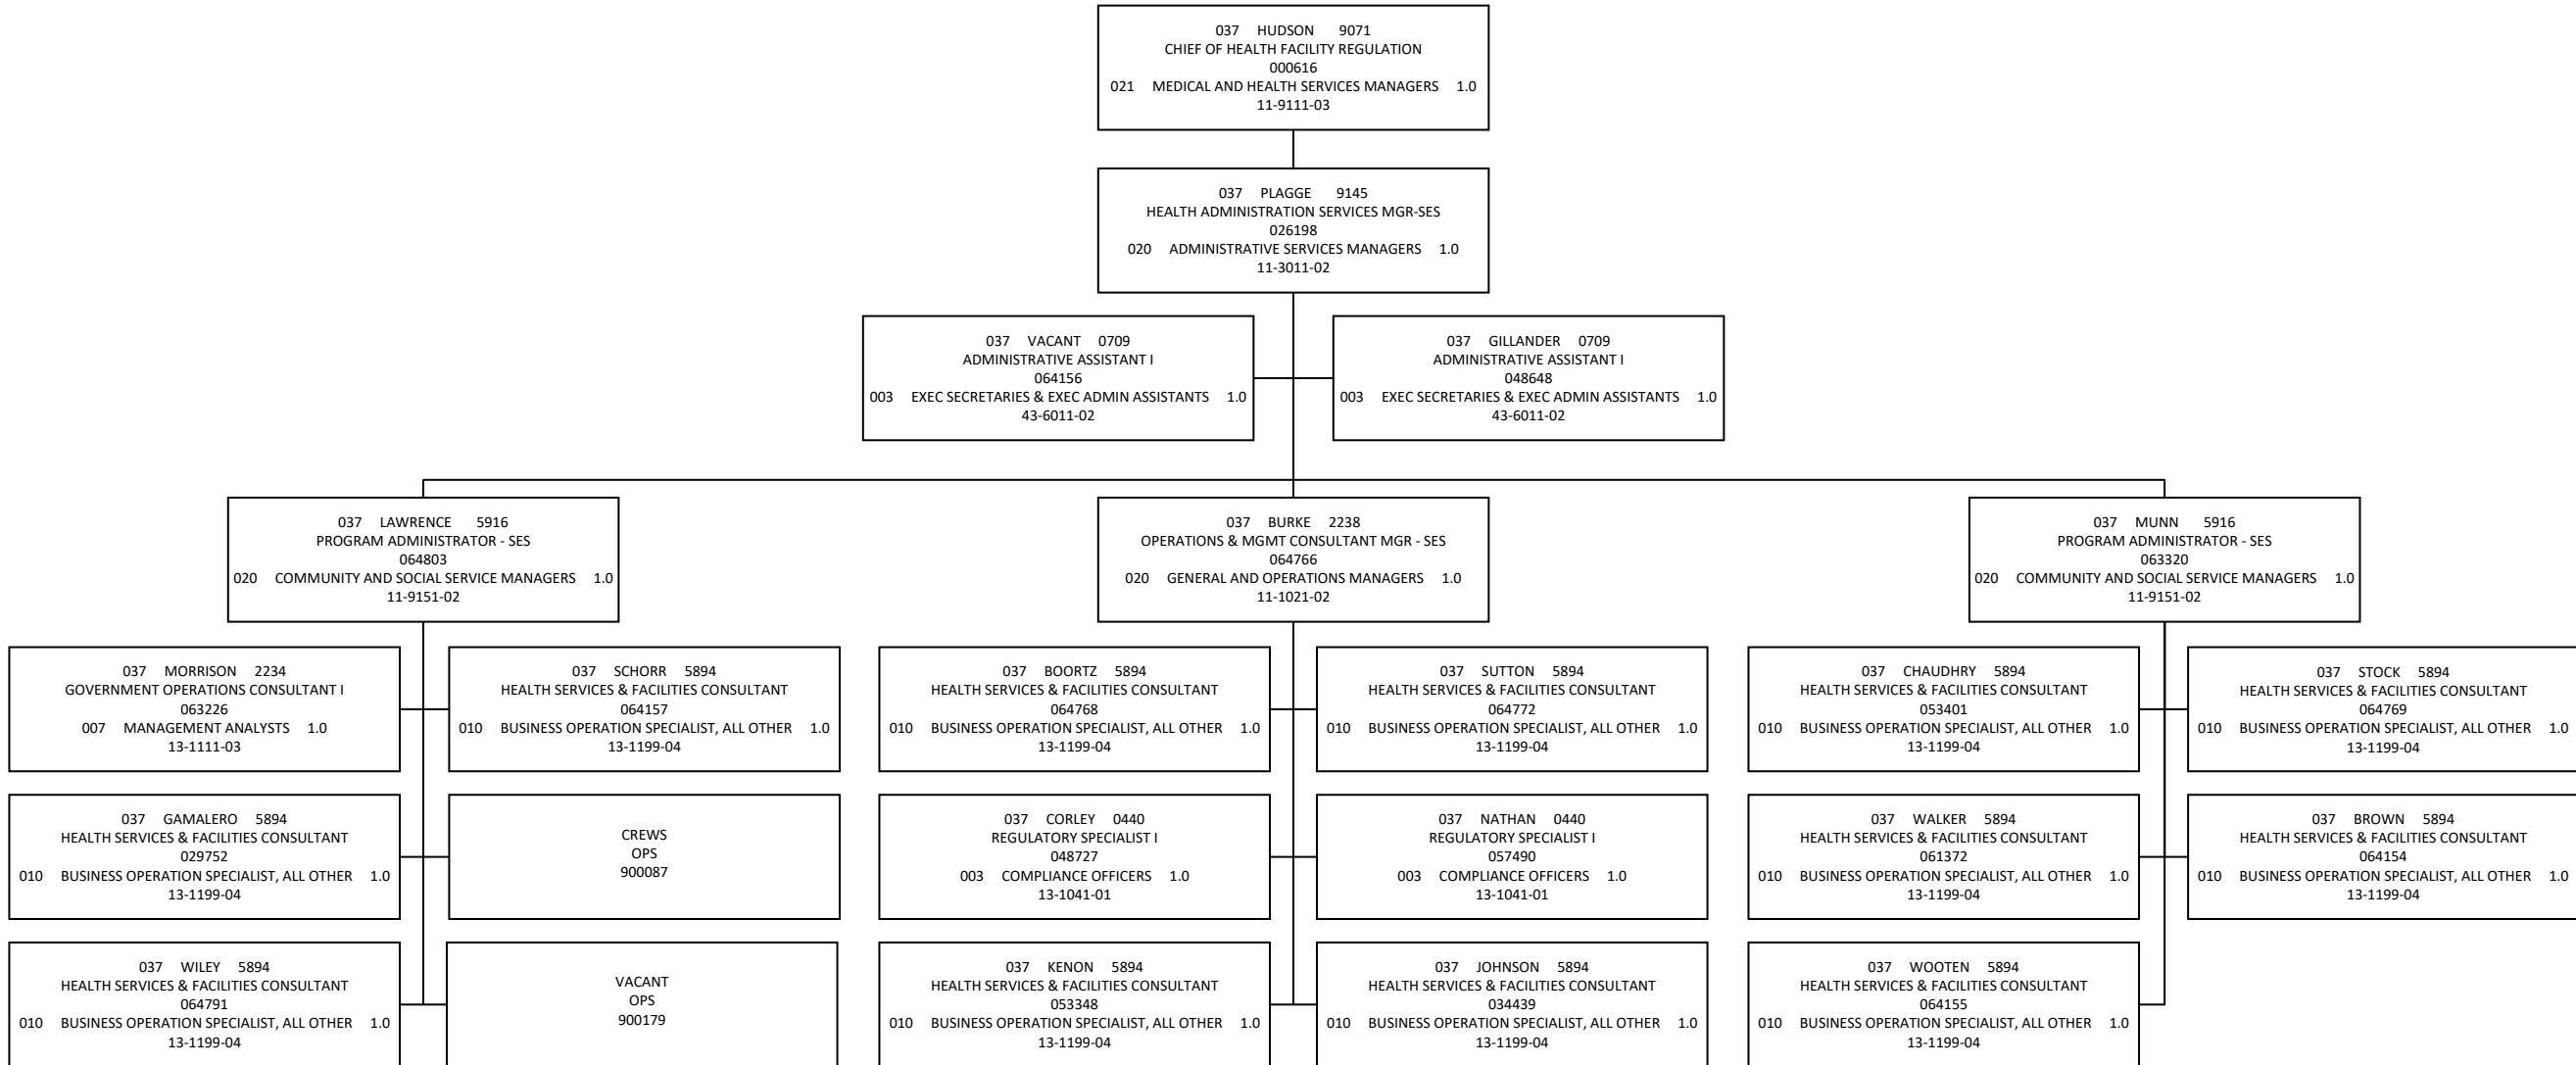 037 HUDSON 9071
CHIEF OF HEALTH FACILITY REGULATION
000616
021 MEDICAL AND HEALTH SERVICES MANAGERS 1.0
11-9111-03
037 PLAGGE 9145
HEALTH ADMINISTRATION SERVICES MGR-SES
026198
020 ADMINISTRATIVE SERVICES MANAGERS 1.0
11-3011-02
037 VACANT 0709
ADMINISTRATIVE ASSISTANT I
064156
003 EXEC SECRETARIES & EXEC ADMIN ASSISTANTS 1.0
43-6011-02
037 GILLANDER 0709
ADMINISTRATIVE ASSISTANT I
048648
003 EXEC SECRETARIES & EXEC ADMIN ASSISTANTS 1.0
43-6011-02
037 LAWRENCE 5916
PROGRAM ADMINISTRATOR - SES
064803
020 COMMUNITY AND SOCIAL SERVICE MANAGERS 1.0
11-9151-02
037 BURKE 2238
OPERATIONS & MGMT CONSULTANT MGR - SES
064766
020 GENERAL AND OPERATIONS MANAGERS 1.0
11-1021-02
037 MUNN 5916
PROGRAM ADMINISTRATOR - SES
063320
020 COMMUNITY AND SOCIAL SERVICE MANAGERS 1.0
11-9151-02
037 MORRISON 2234
GOVERNMENT OPERATIONS CONSULTANT I
063226
007 MANAGEMENT ANALYSTS 1.0
13-1111-03
037 SCHORR 5894
HEALTH SERVICES & FACILITIES CONSULTANT
064157
010 BUSINESS OPERATION SPECIALIST, ALL OTHER 1.0
13-1199-04
037 BOORTZ 5894
HEALTH SERVICES & FACILITIES CONSULTANT
064768
010 BUSINESS OPERATION SPECIALIST, ALL OTHER 1.0
13-1199-04
037 SUTTON 5894
HEALTH SERVICES & FACILITIES CONSULTANT
064772
010 BUSINESS OPERATION SPECIALIST, ALL OTHER 1.0
13-1199-04
037 CHAUDHRY 5894
HEALTH SERVICES & FACILITIES CONSULTANT
053401
010 BUSINESS OPERATION SPECIALIST, ALL OTHER 1.0
13-1199-04
037 STOCK 5894
HEALTH SERVICES & FACILITIES CONSULTANT
064769
010 BUSINESS OPERATION SPECIALIST, ALL OTHER 1.0
13-1199-04
037 GAMALERO 5894
HEALTH SERVICES & FACILITIES CONSULTANT
029752
010 BUSINESS OPERATION SPECIALIST, ALL OTHER 1.0
13-1199-04
CREWS
OPS
900087
037 CORLEY 0440
REGULATORY SPECIALIST I
048727
003 COMPLIANCE OFFICERS 1.0
13-1041-01
037 NATHAN 0440
REGULATORY SPECIALIST I
057490
003 COMPLIANCE OFFICERS 1.0
13-1041-01
037 WALKER 5894
HEALTH SERVICES & FACILITIES CONSULTANT
061372
010 BUSINESS OPERATION SPECIALIST, ALL OTHER 1.0
13-1199-04
037 BROWN 5894
HEALTH SERVICES & FACILITIES CONSULTANT
064154
010 BUSINESS OPERATION SPECIALIST, ALL OTHER 1.0
13-1199-04
037 WILEY 5894
HEALTH SERVICES & FACILITIES CONSULTANT
064791
010 BUSINESS OPERATION SPECIALIST, ALL OTHER 1.0
13-1199-04
VACANT
OPS
900179
037 KENON 5894
HEALTH SERVICES & FACILITIES CONSULTANT
053348
010 BUSINESS OPERATION SPECIALIST, ALL OTHER 1.0
13-1199-04
037 JOHNSON 5894
HEALTH SERVICES & FACILITIES CONSULTANT
034439
010 BUSINESS OPERATION SPECIALIST, ALL OTHER 1.0
13-1199-04
037 WOOTEN 5894
HEALTH SERVICES & FACILITIES CONSULTANT
064155
010 BUSINESS OPERATION SPECIALIST, ALL OTHER 1.0
13-1199-04